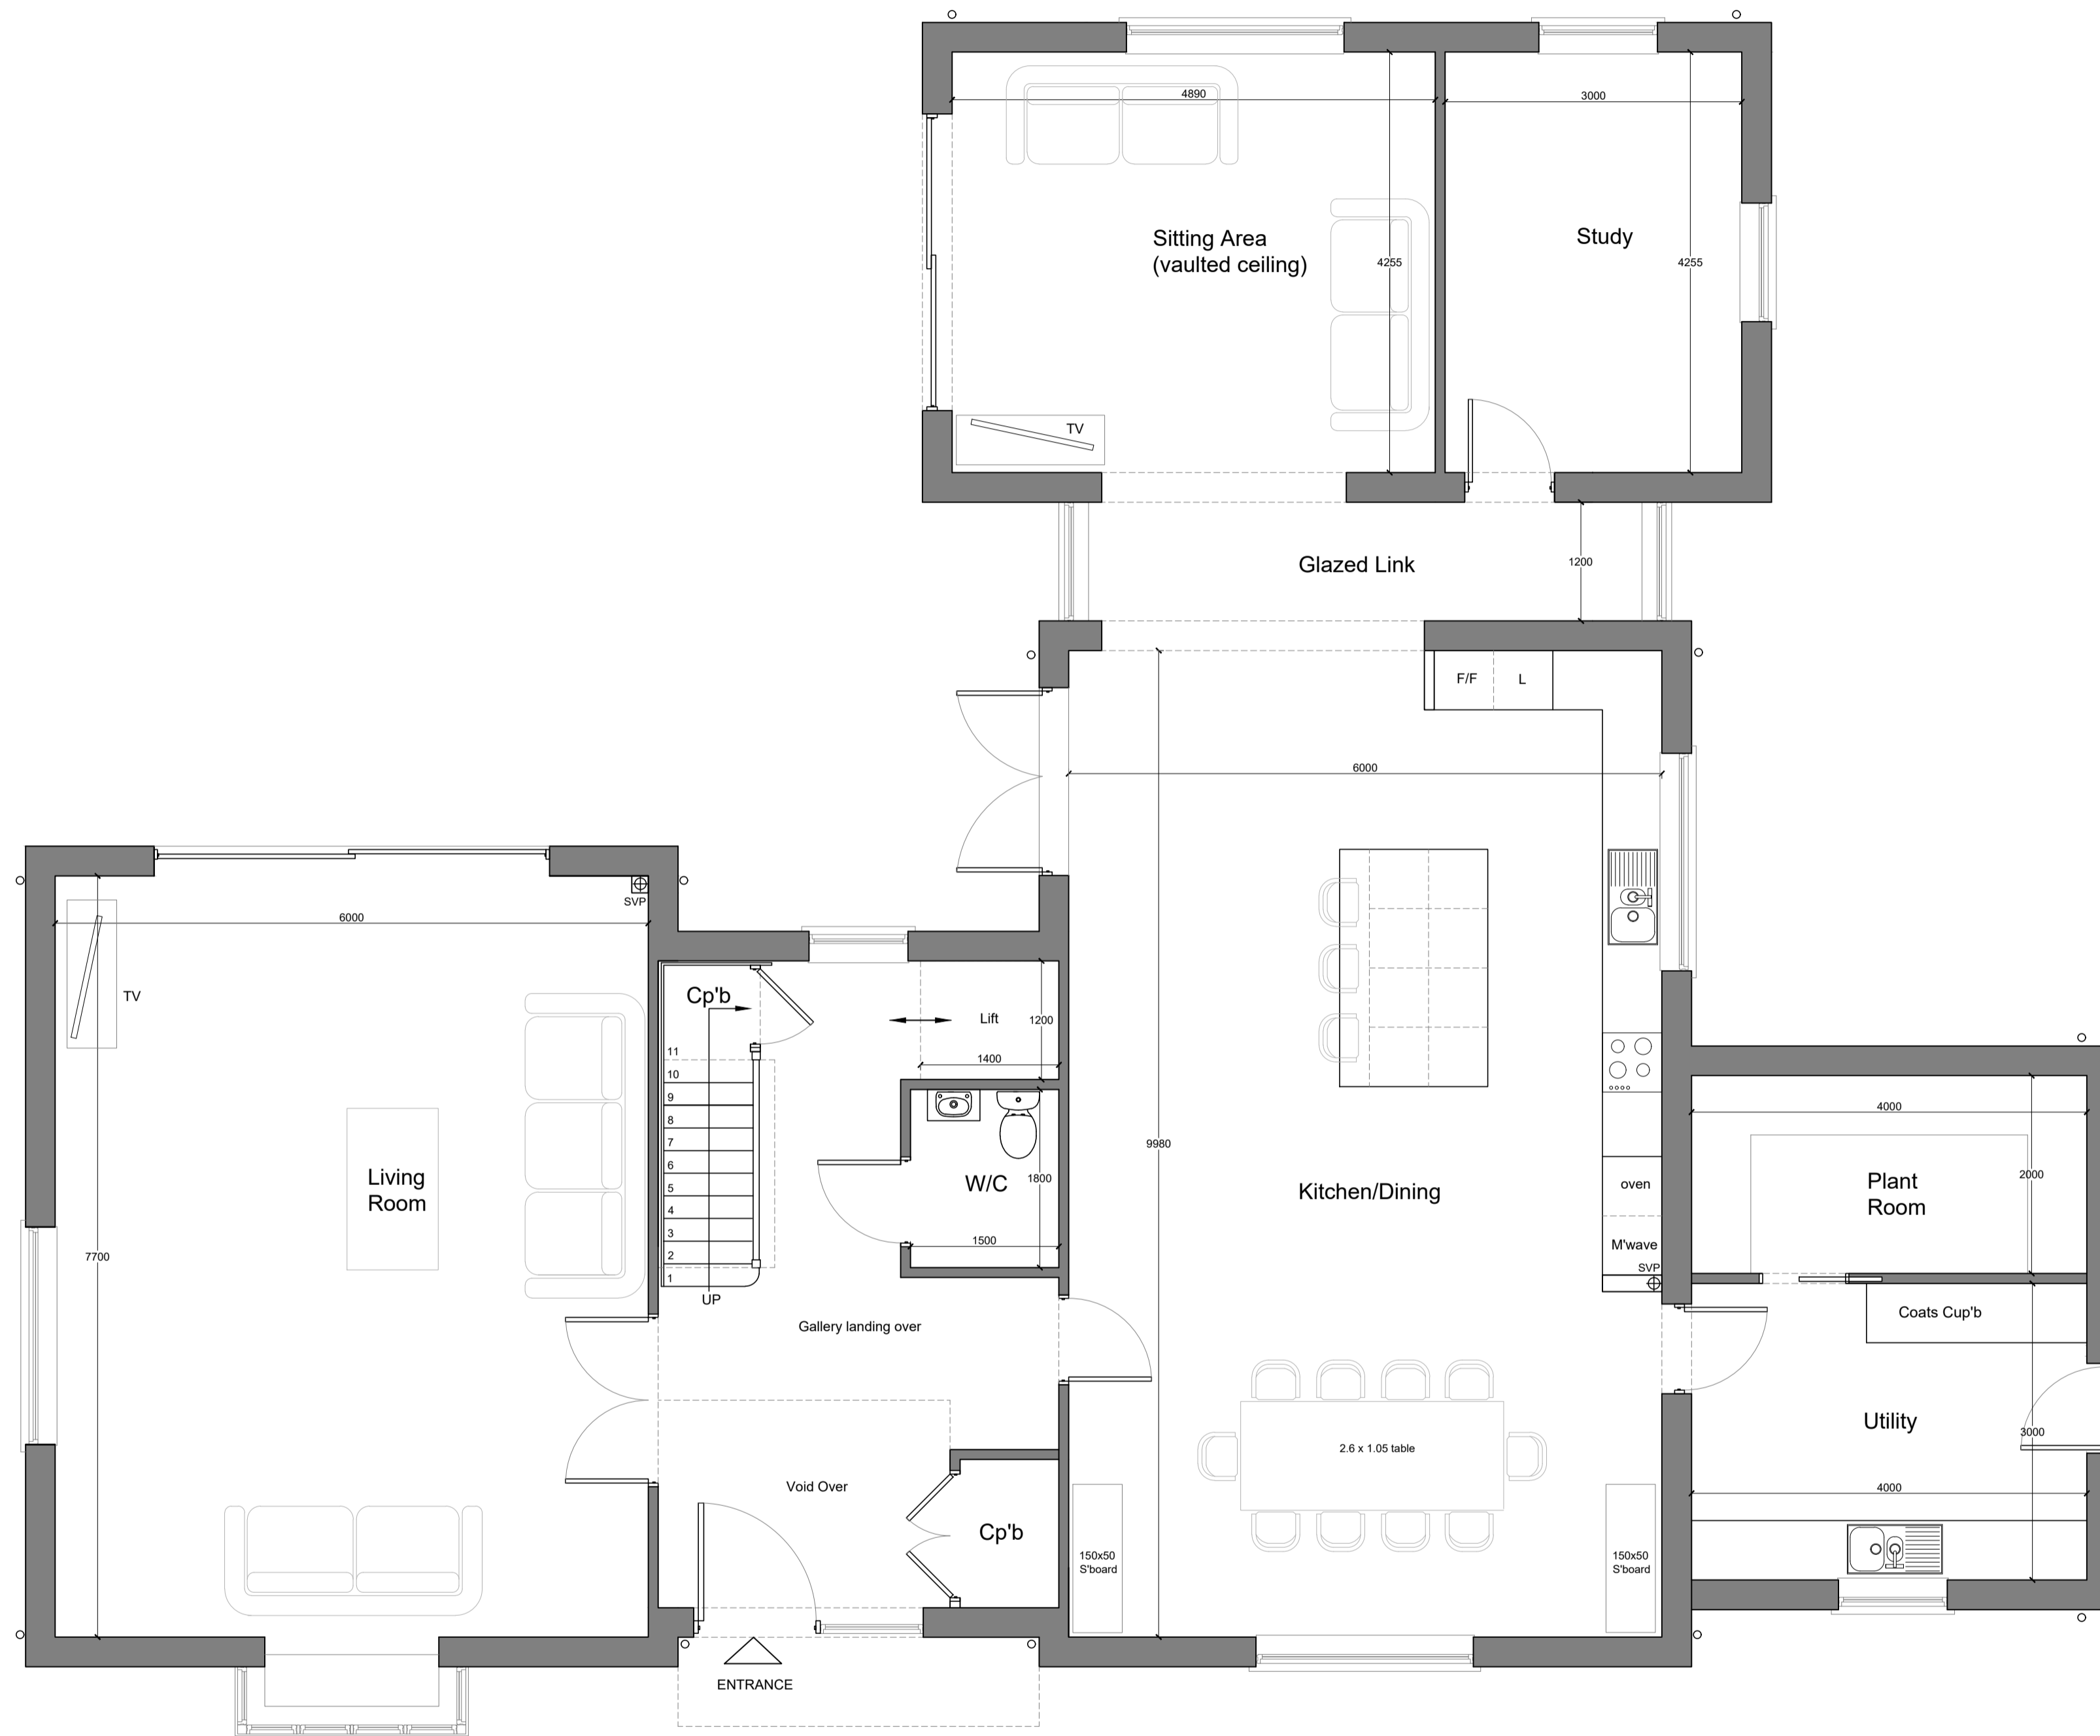 4890
3000
Sitting Area
(vaulted ceiling)
4255
Study
4255
TV
Glazed Link
1200
F/F
L
6000
SVP
6000
TV
Cp'b
Lift
1200
1400
11
10
9
8
7
6
5
4
3
2
1
UP
W/C
1800
1500
Living
Room
7700
9980
Kitchen/Dining
oven
M'wave
SVP
4000
Plant
Room
2000
Coats Cup'b
Gallery landing over
Utility
3000
4000
2.6 x 1.05 table
Void Over
Cp'b
150x50
S'board
150x50
S'board
ENTRANCE